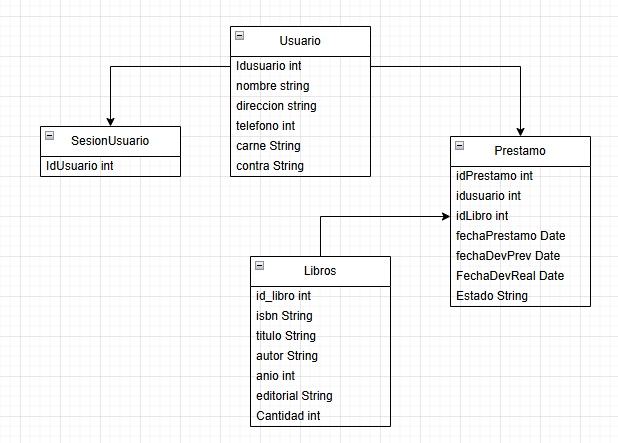 Usuario
Idusuario int
nombre string
direccion string
telefono int
carne String
contra String
SesionUsuario
IdUsuario int
Prestamo
idPrestamo int
idusuario int
idLibro int
fechaPrestamo Date
fechaDevPrev Date
FechaDevReal Date
Estado String
Libros
id_libro int
isbn String
titulo String
autor String
anio int
editorial String
Cantidad int